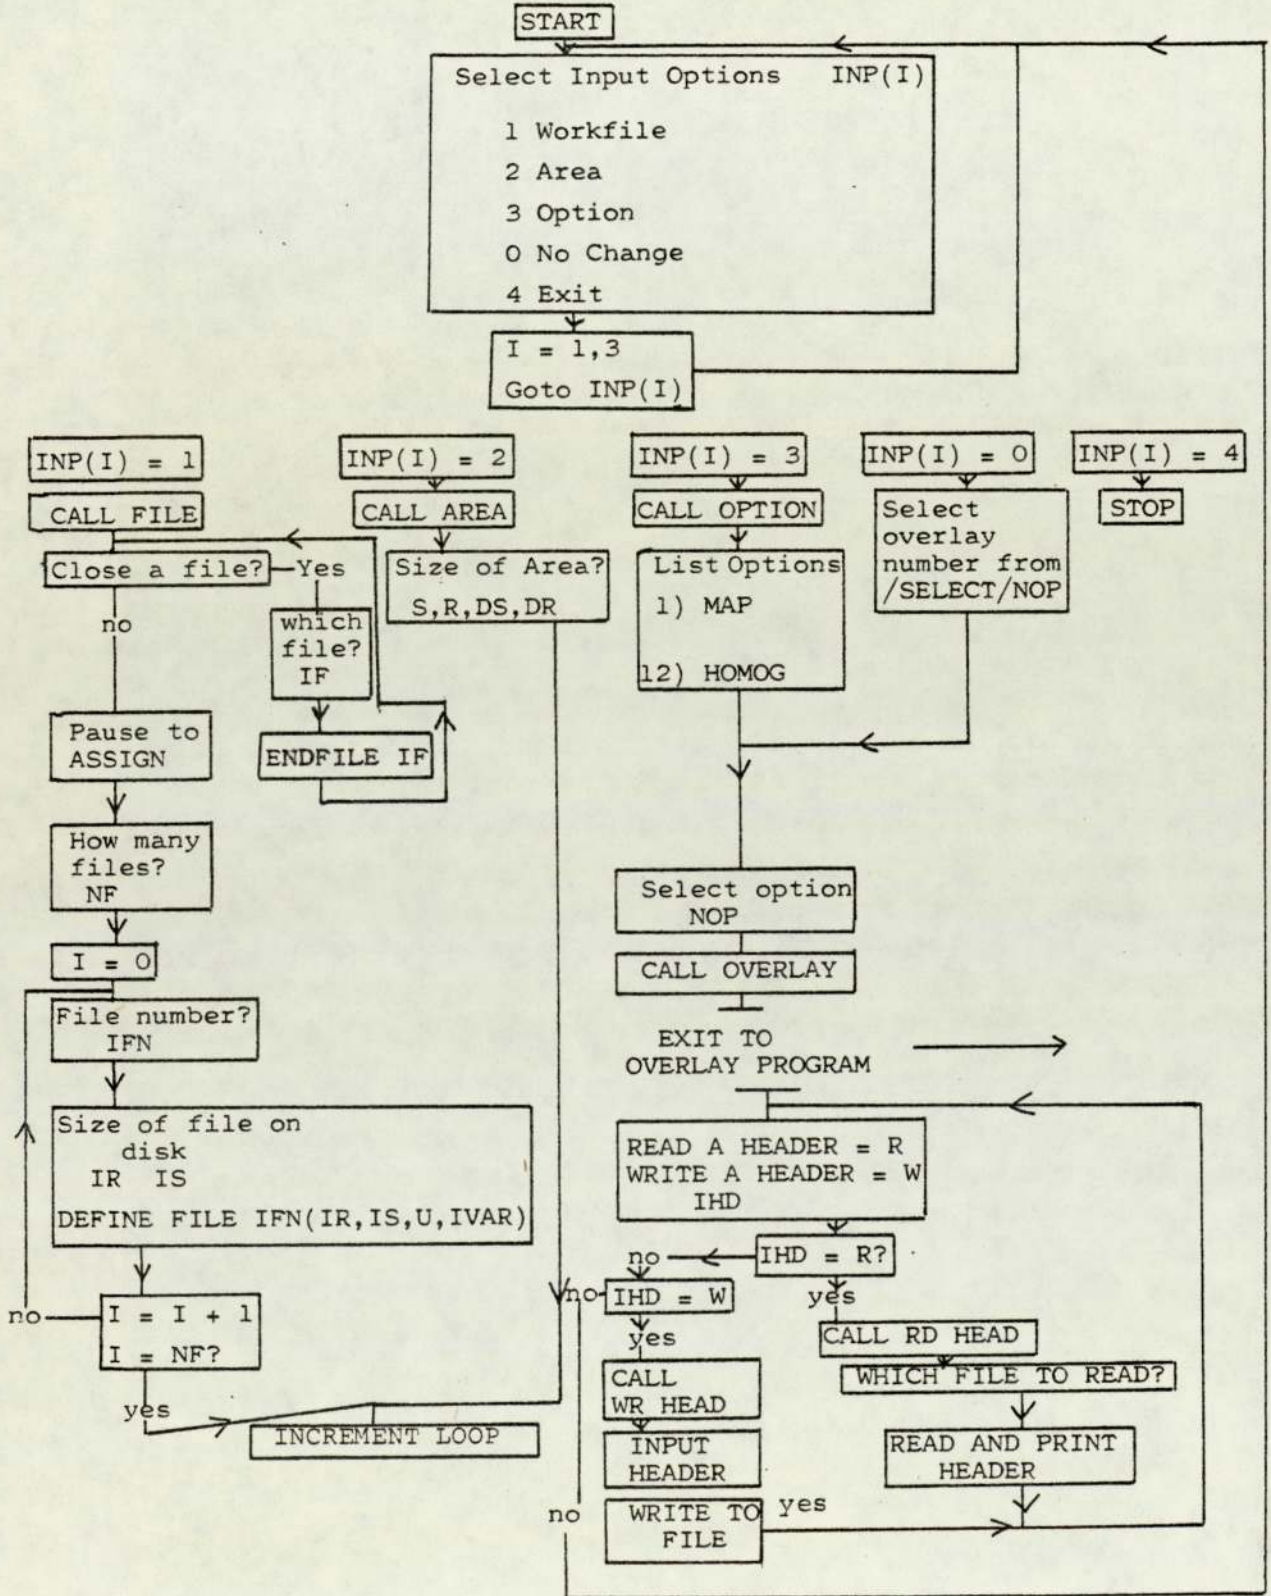 START
Select Input Options INP(I)
1 Workfile
2 Area
3 Option
0 No Change
4 Exit
I = 1,3
Goto INP(I)
INP(I) = 1
CALL FILE
Close a file?
Yes
no
which
file?
IF
ENDFILE IF
Pause to
ASSIGN
How many
files?
NF
I = 0
File number?
IFN
Size of file on
disk
IR IS
DEFINE FILE IFN(IR,IS,U,IVAR)
I = I + 1
I = NF?
no
yes
INCREMENT LOOP
INP(I) = 2
CALL AREA
Size of Area?
S,R,DS,DR
INP(I) = 3
CALL OPTION
List Options
1) MAP
12) HOMOG
INP(I) = 0
Select
overlay
number from
/SELECT/NOP
INP(I) = 4
STOP
Select option
NOP
CALL OVERLAY
EXIT TO
OVERLAY PROGRAM
READ A HEADER = R
WRITE A HEADER = W
IHD
IHD = R?
no
yes
IHD = W
no
yes
CALL
WR HEAD
INPUT
HEADER
WRITE TO
FILE
yes
no
CALL RD HEAD
WHICH FILE TO READ?
READ AND PRINT
HEADER